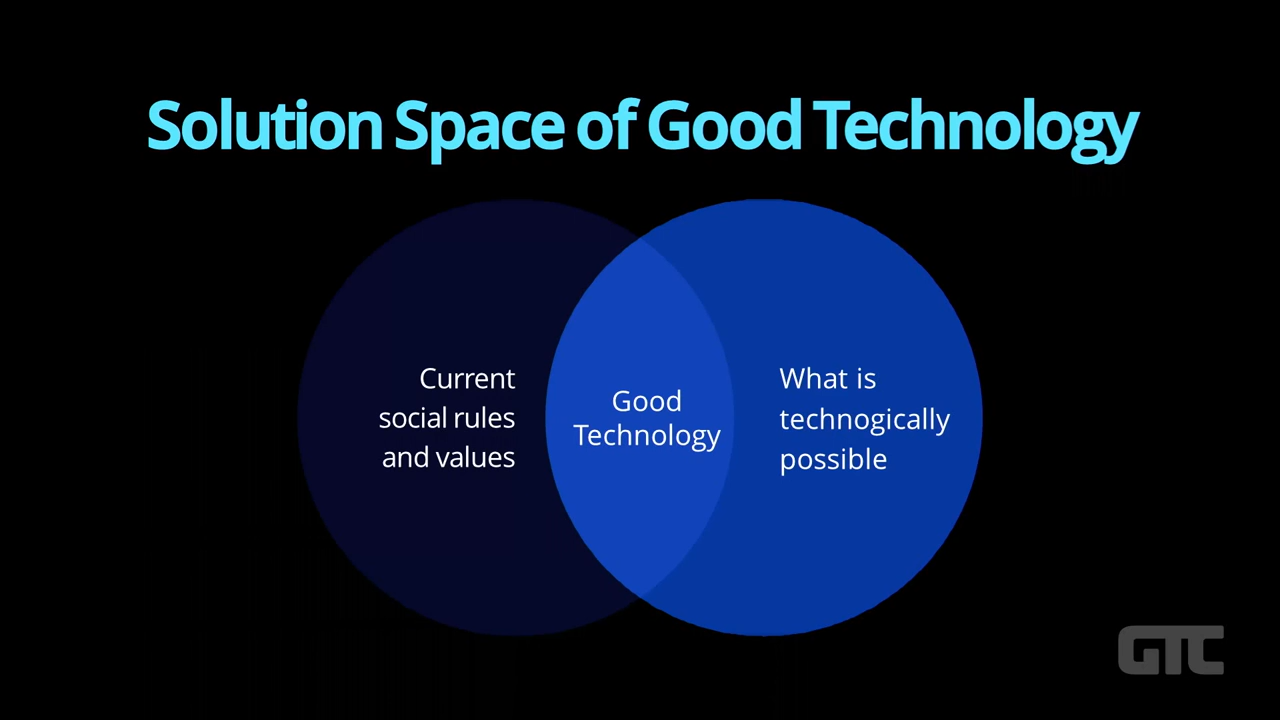 Solution Space of Good Technology
Current
social rules
and values
Good
Technology
What is
technogically
possible
GTC